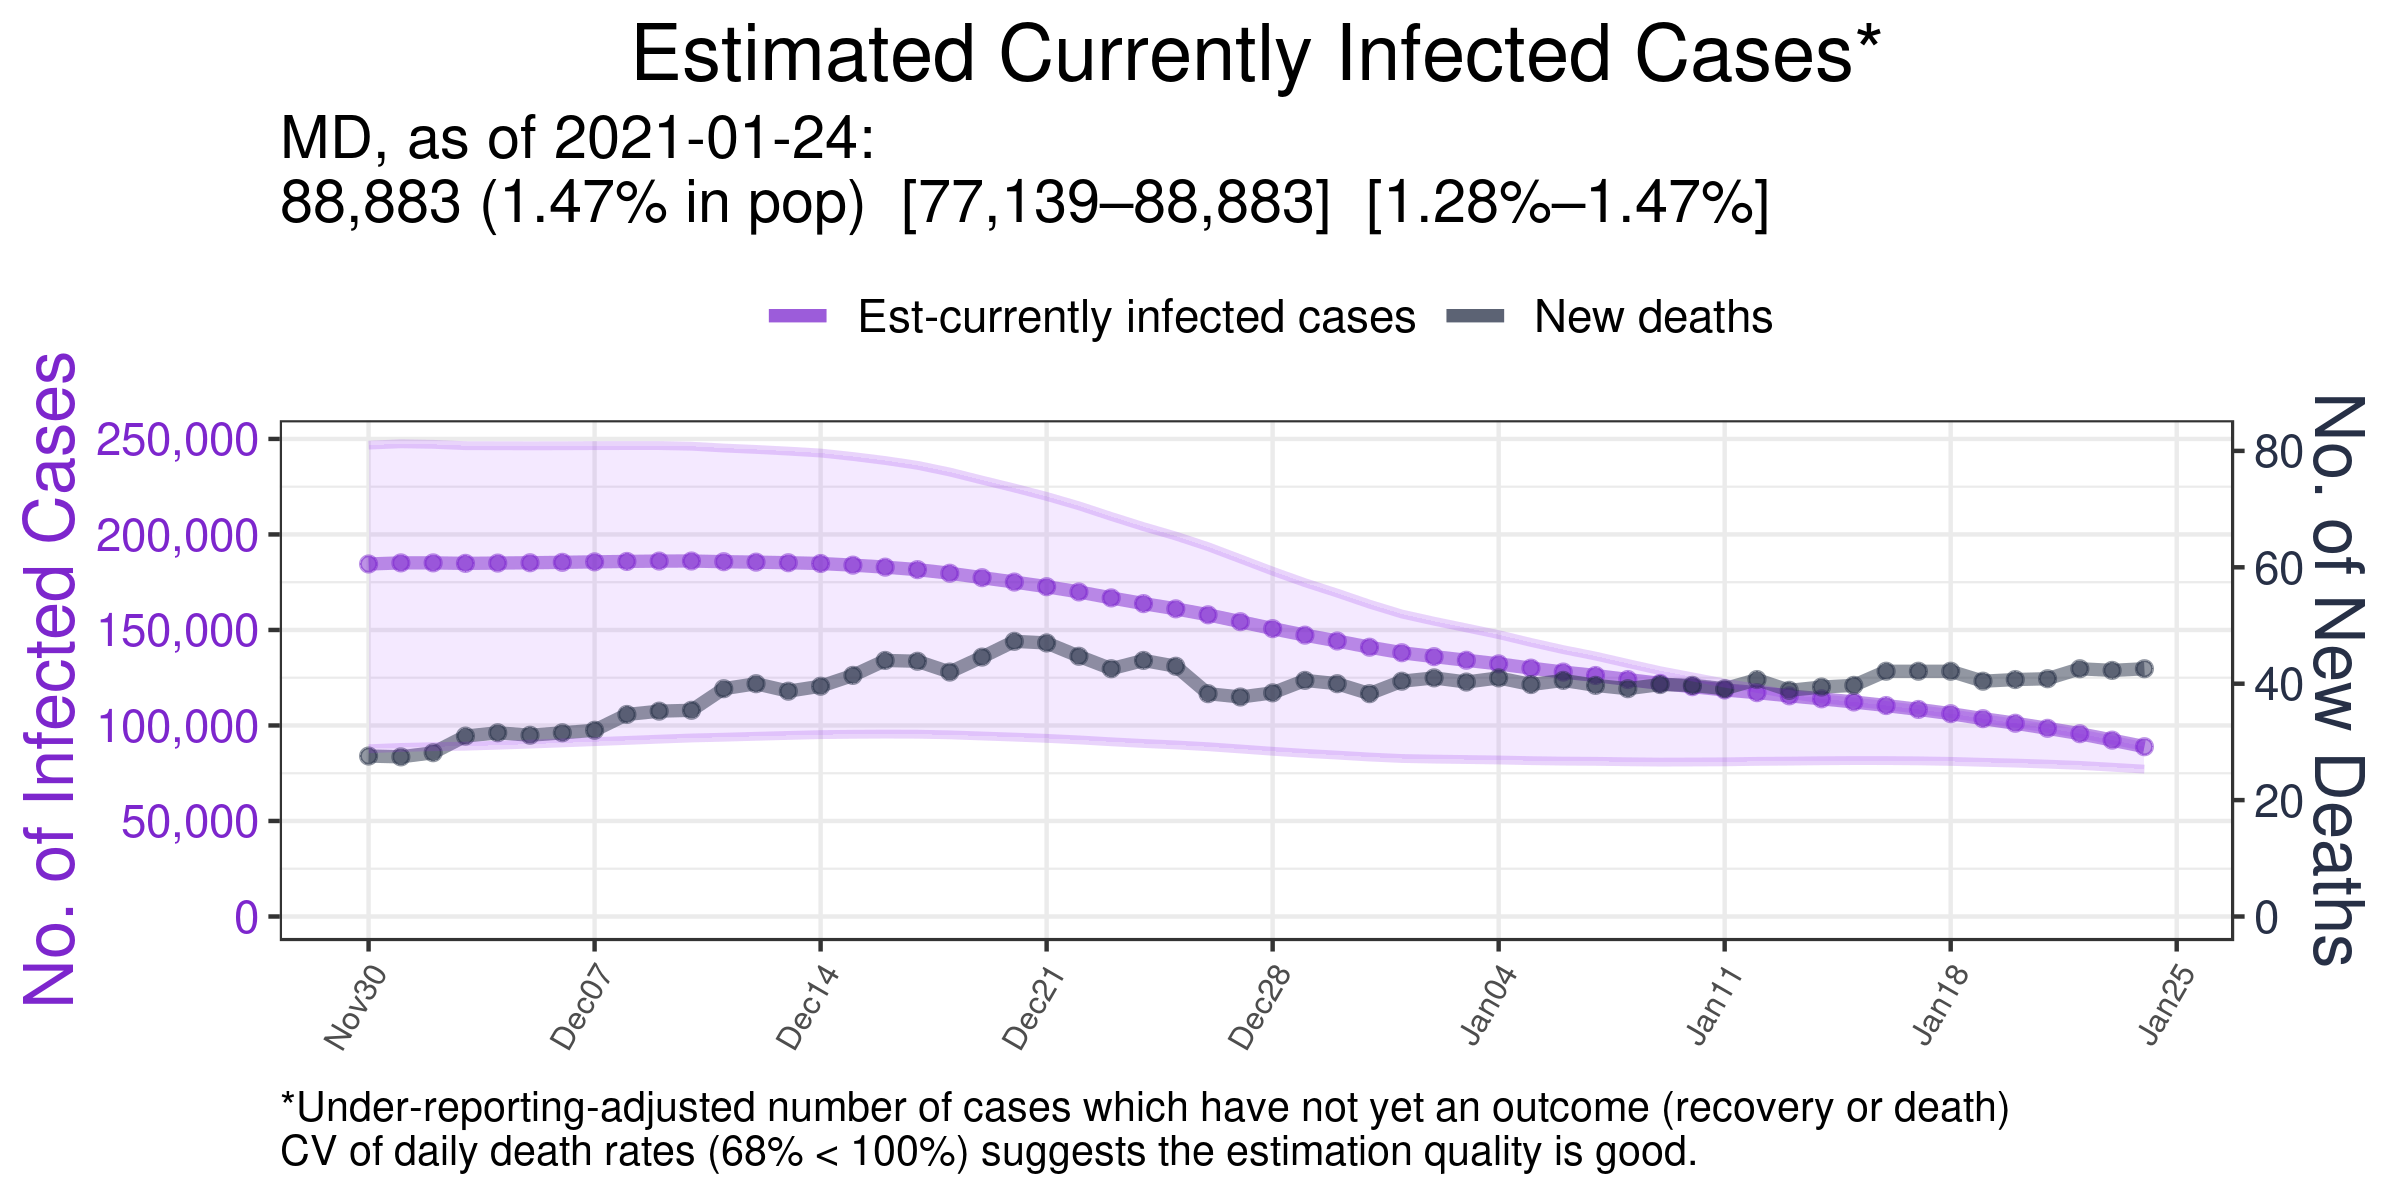 Estimated Currently Infected Cases*
MD, as of 2021-01-24:
88,883 (1.47% in pop) [77,139–88,883] [1.28%–1.47%]
Est-currently infected cases New deaths
No. of Infected Cases
250,000
200,000
150,000
100,000
50,000
0
80
60
40
20
0
No. of New Deaths
Nov30 Dec07 Dec14 Dec21 Dec28 Jan04 Jan11 Jan18 Jan25
*Under-reporting-adjusted number of cases which have not yet an outcome (recovery or death)
CV of daily death rates (68% < 100%) suggests the estimation quality is good.